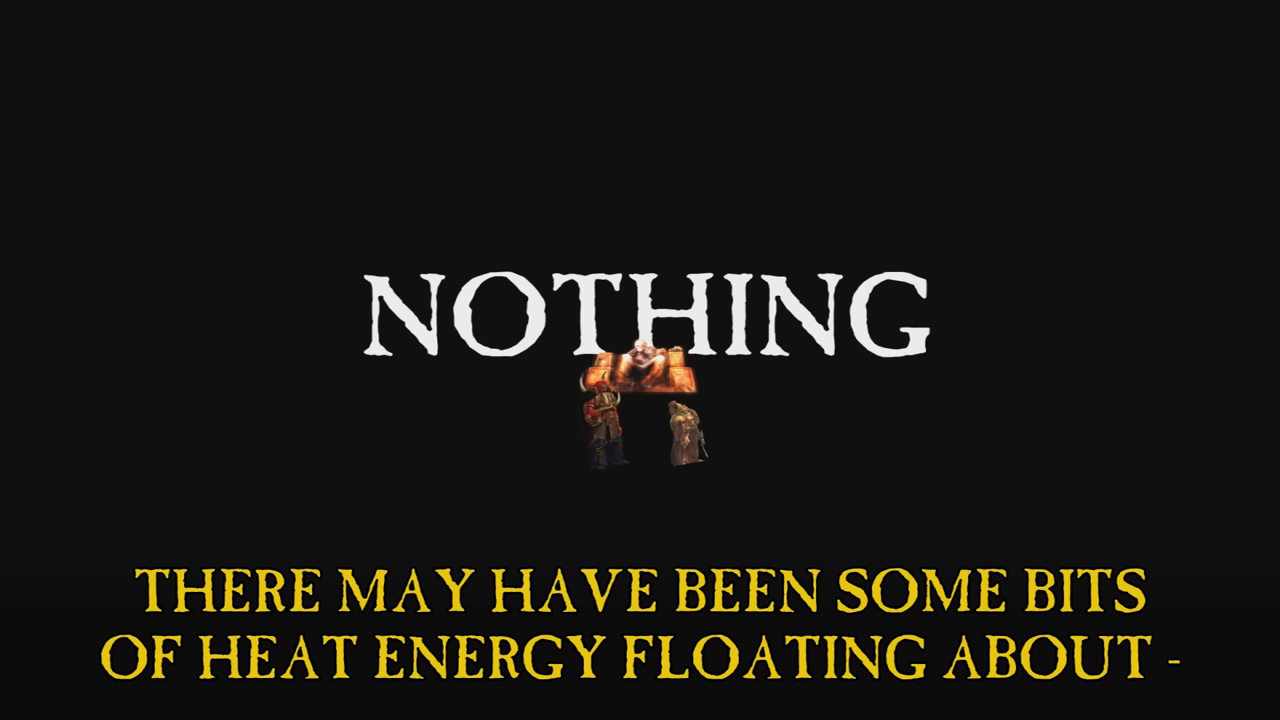 NOTHING
THERE MAY HAVE BEEN SOME BITS
OF HEAT ENERGY FLOATING ABOUT -